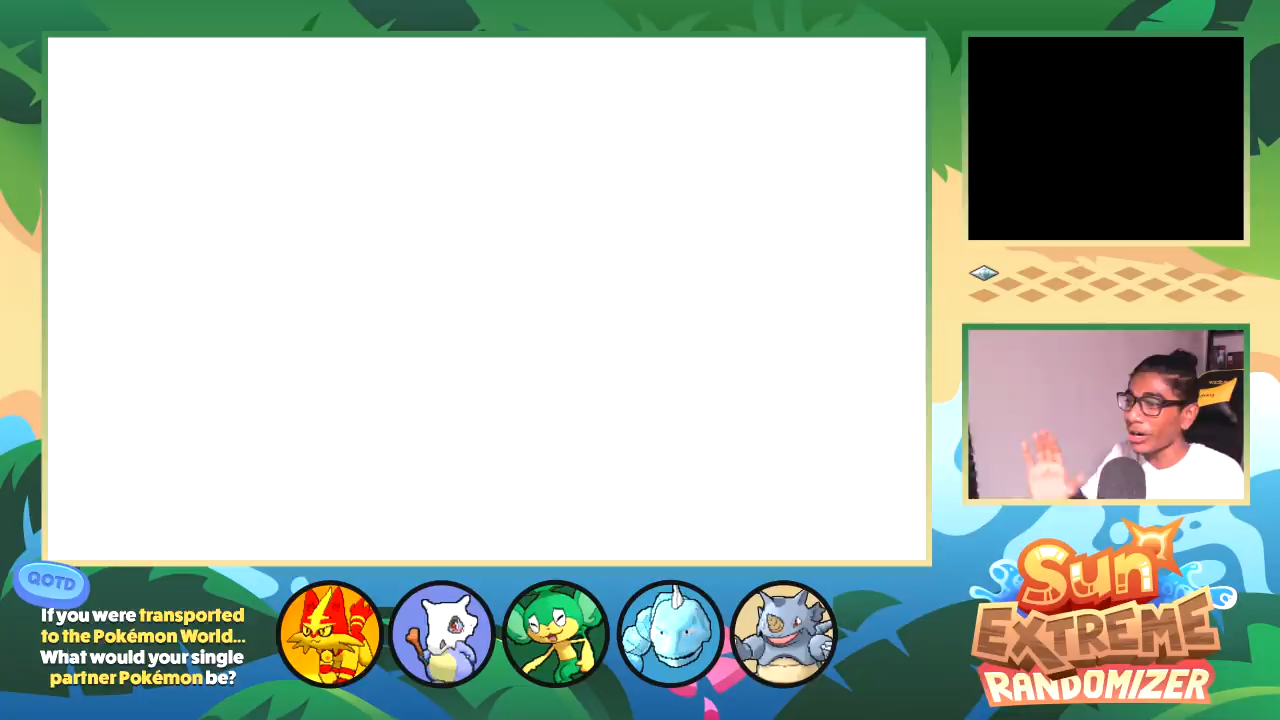 QOTD
If you were transported
to the Pokémon World...
What would your single
partner Pokémon be?
Sun
EXTREME
RANDOMIZER